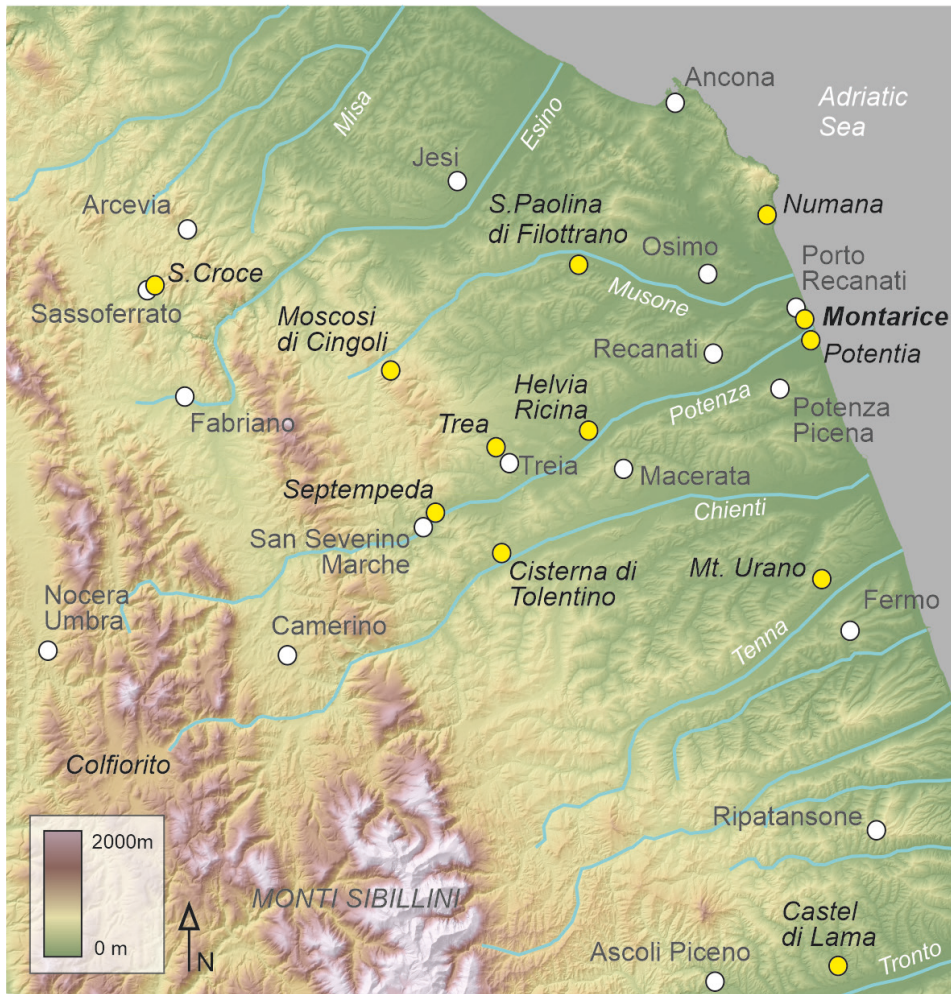 Ancona
Adriatic
Sea
Misa
Esino
Jesi
Arcevia
S.Paolina
di Filottrano
Numana
Osimo
Porto
Recanati
S.Croce
Sassoferrato
Musone
Moscosi
di Cingoli
Montarice
Potentia
Recanati
Fabriano
Helvia
Ricina
Potenza
Potenza
Picena
Trea
Treia
Macerata
Septempeda
Chienti
San Severino
Marche
Cisterna di
Tolentino
Mt. Urano
Nocera
Umbra
Camerino
Fermo
Tenna
Colfiorito
2000m
0 m
N
MONTI SIBILLINI
Ripatansone
Castel
di Lama
Ascoli Piceno
Tronto